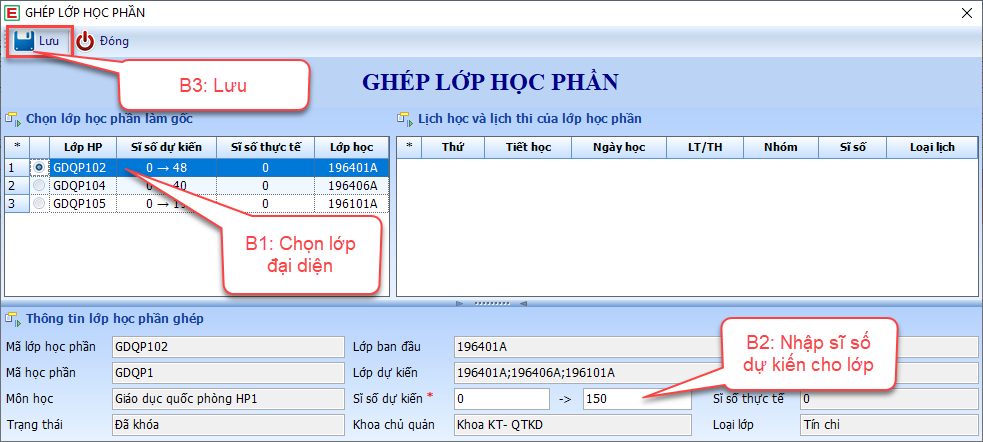 GHÉP LỚP HỌC PHẦN
Lưu Đóng
B3: Lưu
GHÉP LỚP HỌC PHẦN
Chọn lớp học phần làm gốc
* Lớp HP Sĩ số dự kiến Sĩ số thực tế Lớp học
1 GDQP102 0 → 48 0 196401A
2 GDQP104 0 → 40 0 196406A
3 GDQP105 0 0 196101A
B1: Chọn lớp
đại diện
Lịch học và lịch thi của lớp học phần
* Thứ Tiết học Ngày học LT/TH Nhóm Sĩ số Loại lịch
Thông tin lớp học phần ghép
Mã lớp học phần GDQP102 Lớp ban đầu 196401A
Mã học phần GDQP1 Lớp dự kiến 196401A;196406A;196101A
Môn học Giáo dục quốc phòng HP1 Sĩ số dự kiến * 0 -> 150 Sĩ số thực tế 0
Trạng thái Đã khóa Khoa chủ quản Khoa KT- QTKD Loại lớp Tín chỉ
B2: Nhập sĩ số
dự kiến cho lớp